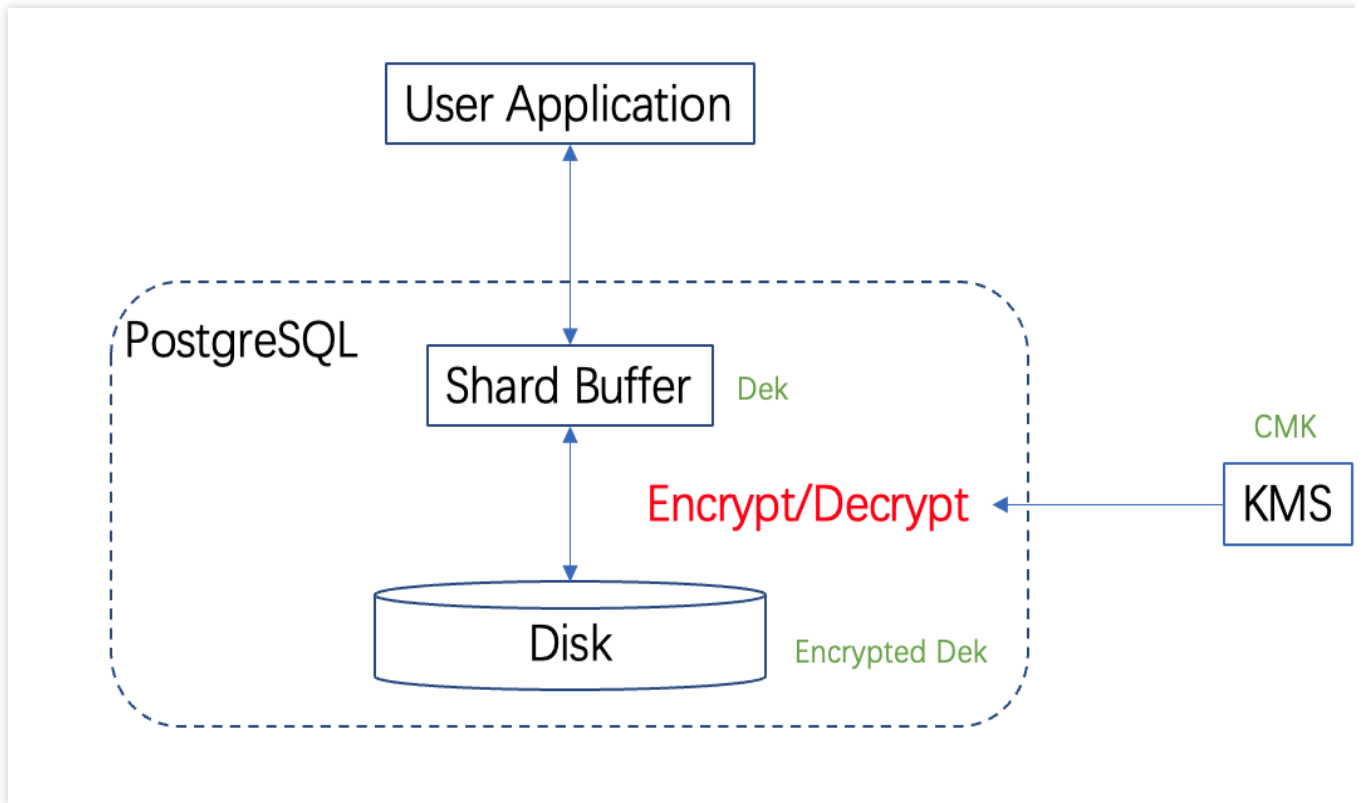 User Application
PostgreSQL
Shard Buffer
Dek
CMK
Encrypt/Decrypt
KMS
Disk
Encrypted Dek